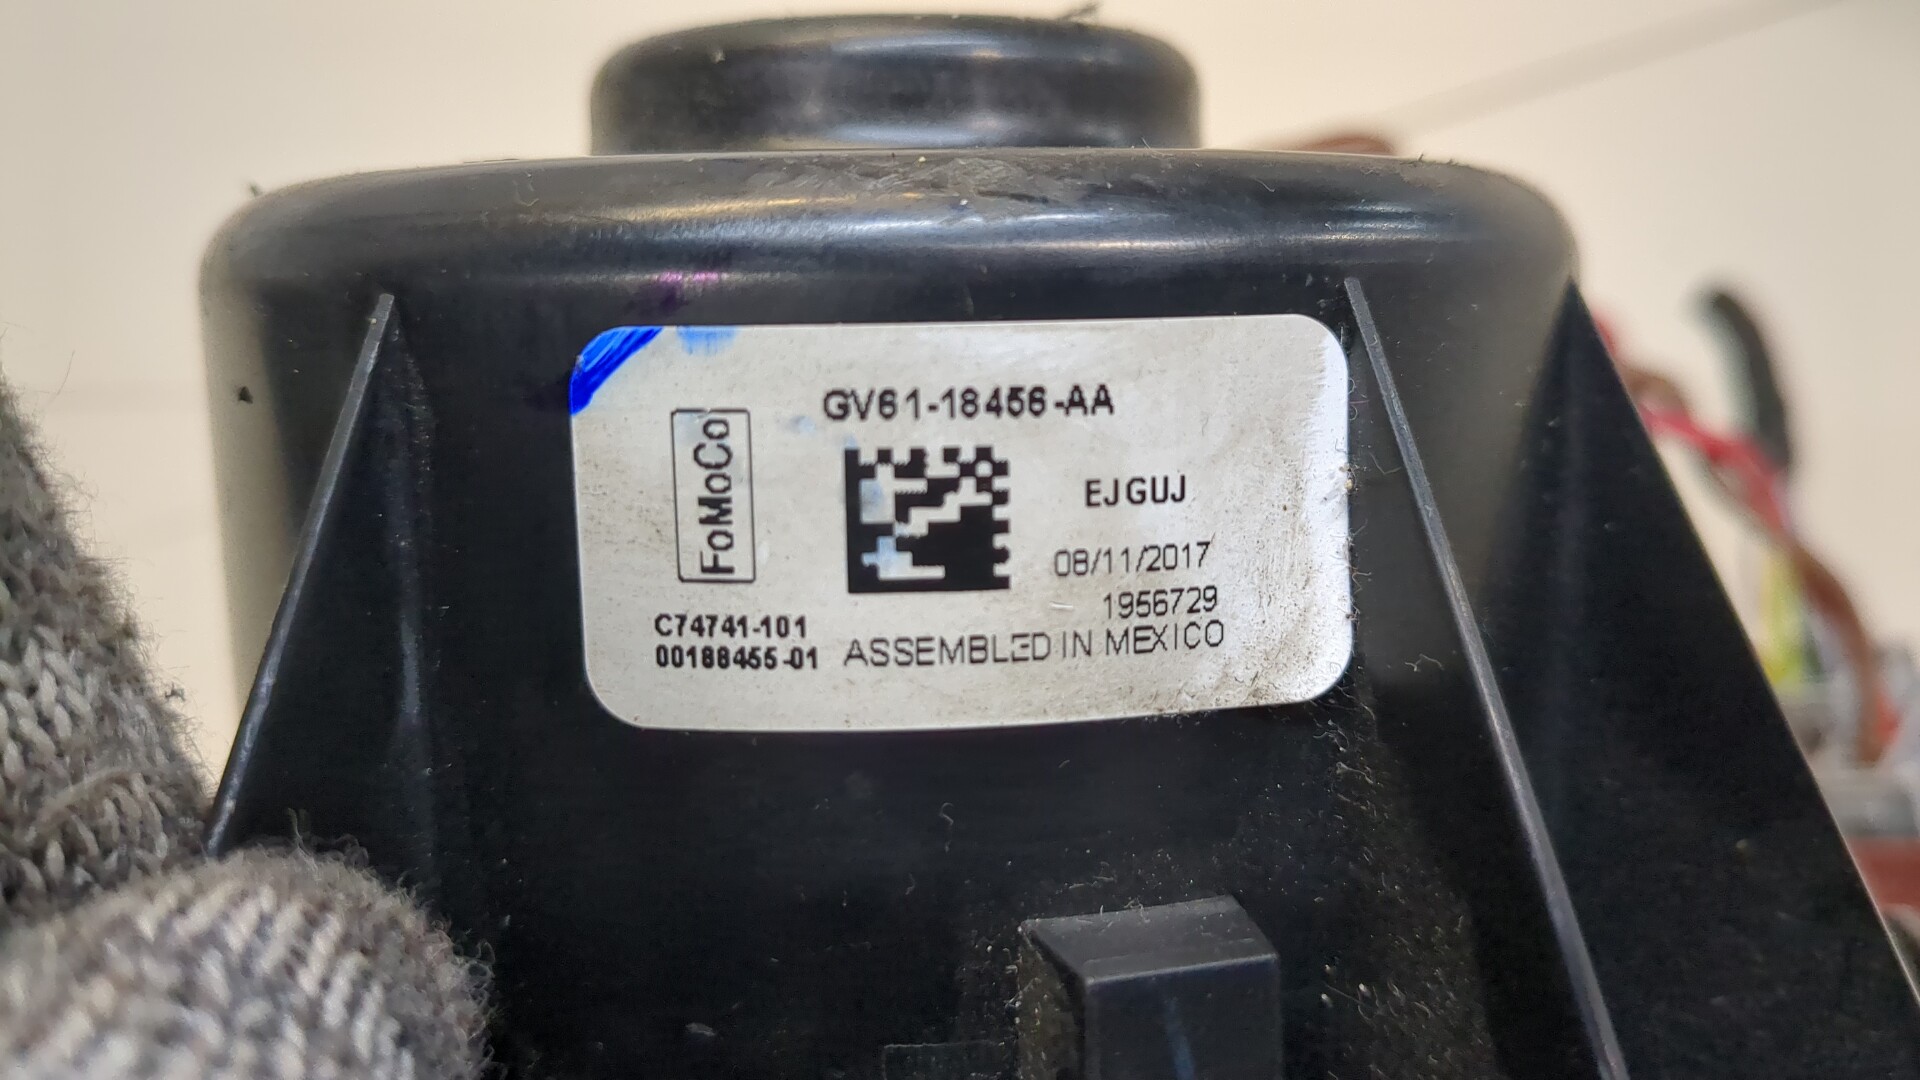 GV61-18456-AA
FoMoCo
EJGUJ
08/11/2017
1956729
C74741-101
00188455-01
ASSEMBLED IN MEXICO